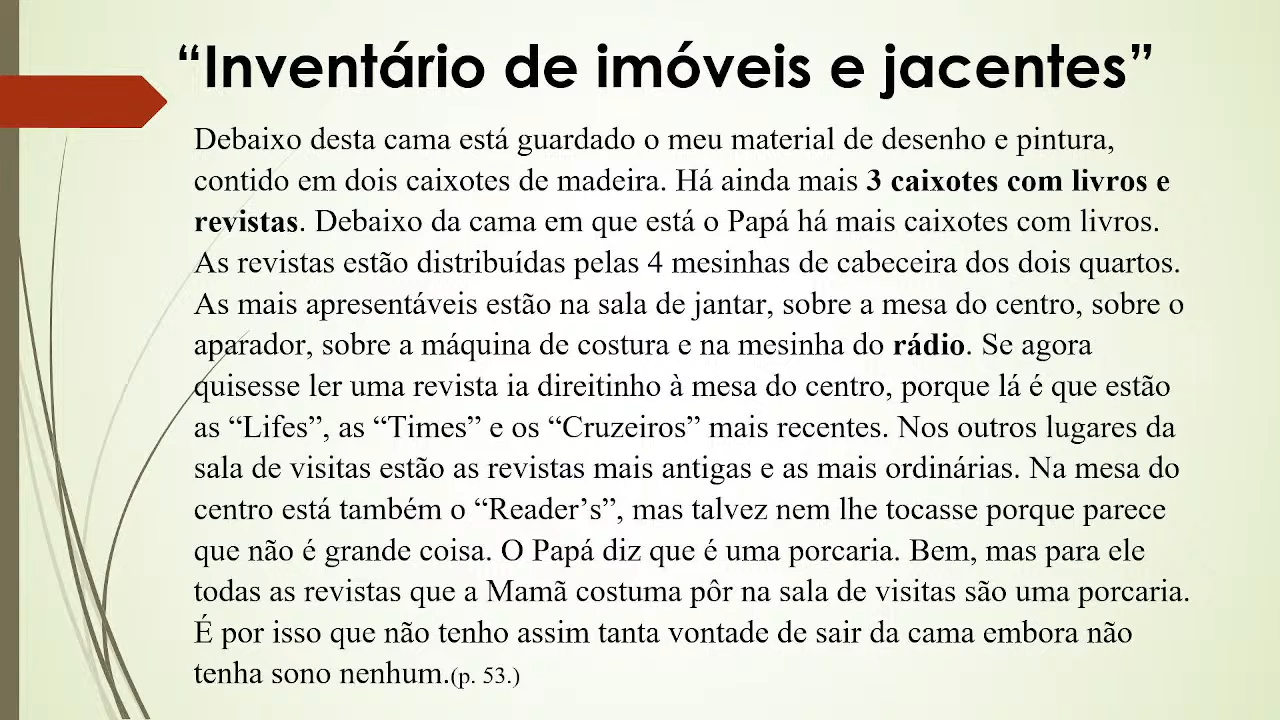 “Inventário de imóveis e jacentes”
Debaixo desta cama está guardado o meu material de desenho e pintura,
contido em dois caixotes de madeira. Há ainda mais 3 caixotes com livros e
revistas. Debaixo da cama em que está o Papá há mais caixotes com livros.
As revistas estão distribuídas pelas 4 mesinhas de cabeceira dos dois quartos.
As mais apresentáveis estão na sala de jantar, sobre a mesa do centro, sobre o
aparador, sobre a máquina de costura e na mesinha do rádio. Se agora
quisesse ler uma revista ia direitinho à mesa do centro, porque lá é que estão
as “Lifes”, as “Times” e os “Cruzeiros” mais recentes. Nos outros lugares da
sala de visitas estão as revistas mais antigas e as mais ordinárias. Na mesa do
centro está também o “Reader’s”, mas talvez nem lhe tocasse porque parece
que não é grande coisa. O Papá diz que é uma porcaria. Bem, mas para ele
todas as revistas que a Mamã costuma pôr na sala de visitas são uma porcaria.
É por isso que não tenho assim tanta vontade de sair da cama embora não
tenha sono nenhum.(p. 53.)